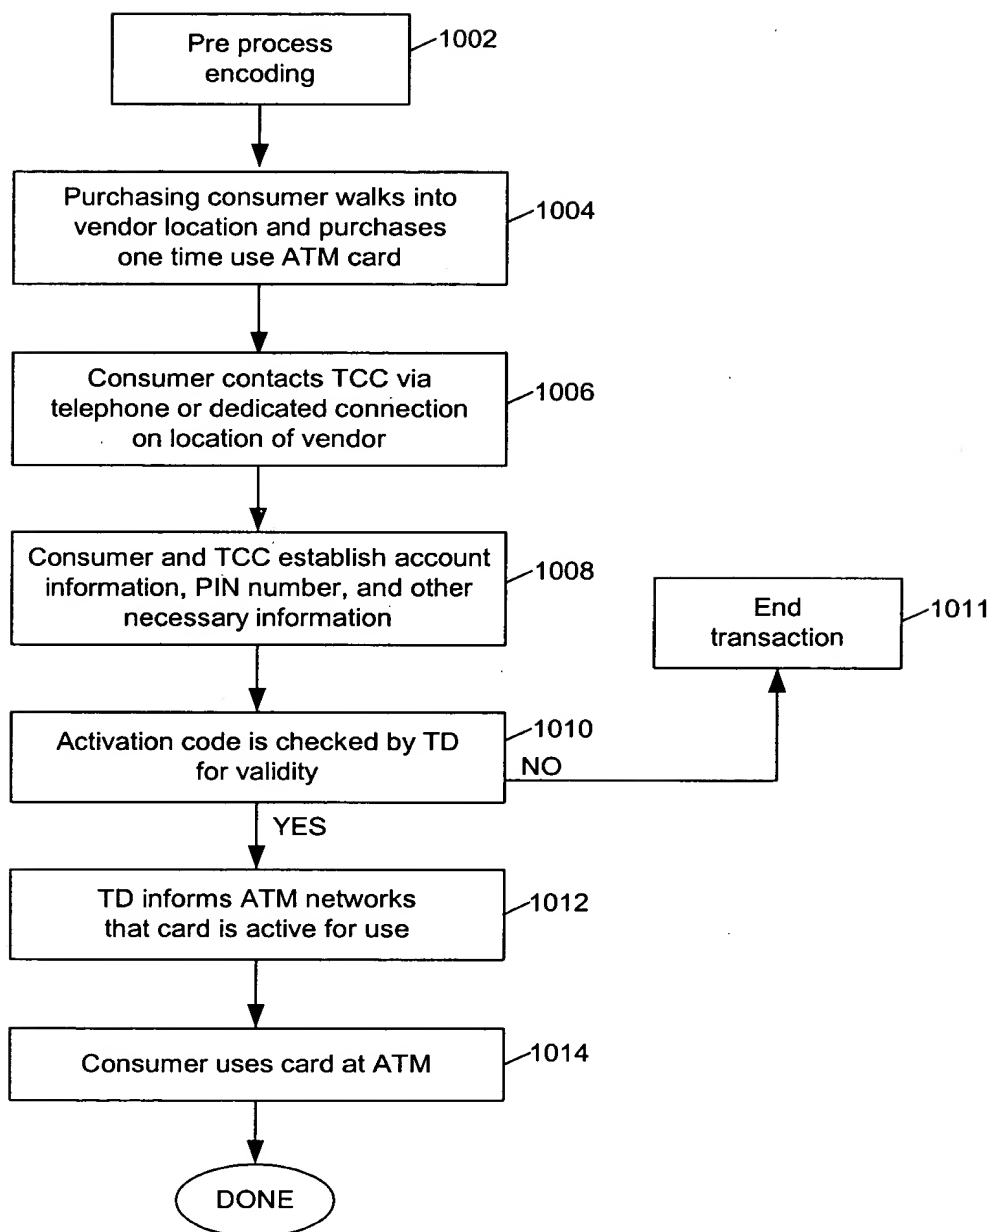 Pre process
encoding
1002
Purchasing consumer walks into
vendor location and purchases
one time use ATM card
1004
Consumer contacts TCC via
telephone or dedicated connection
on location of vendor
1006
Consumer and TCC establish account
information, PIN number, and other
necessary information
1008
End
transaction
1011
Activation code is checked by TD
for validity
1010
NO
YES
TD informs ATM networks
that card is active for use
1012
Consumer uses card at ATM
1014
DONE